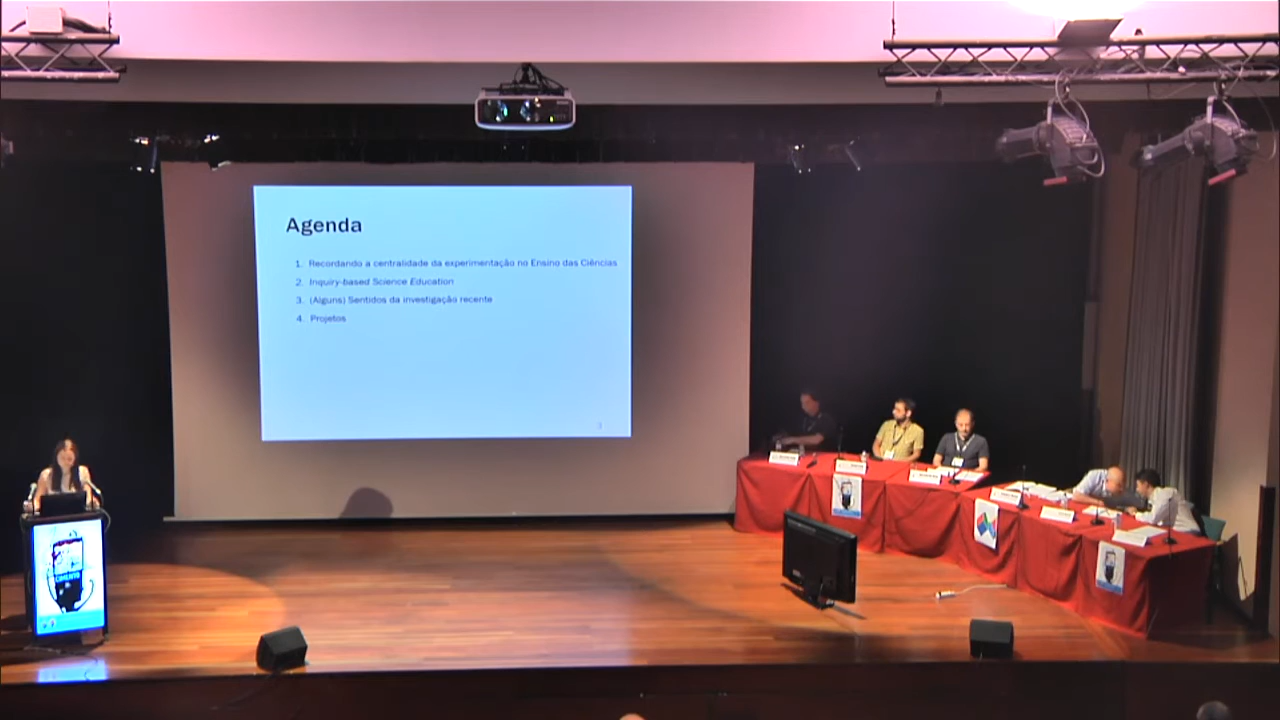 Agenda
1. Recordando a centralidade da experimentação no Ensino das Ciências
2. Inquiry-based Science Education
3. (Alguns) Sentidos da investigação recente
4. Projetos